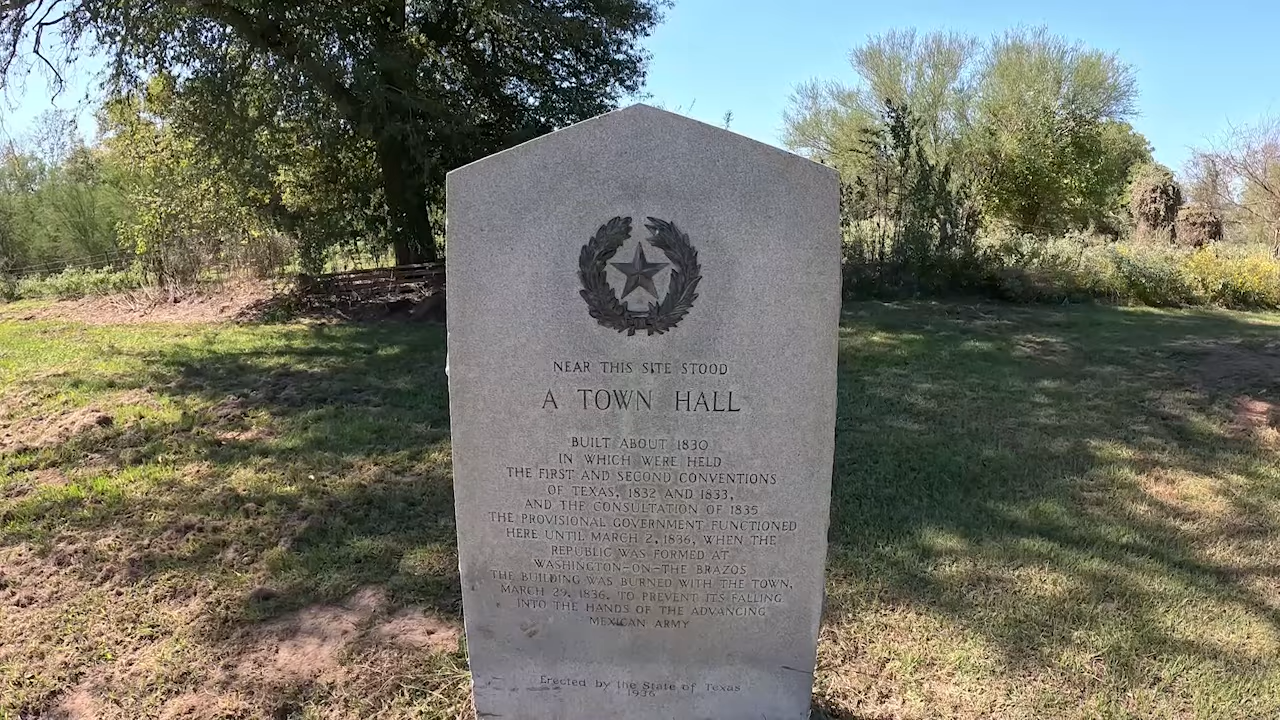 NEAR THIS SITE STOOD
A TOWN HALL
BUILT ABOUT 1830
IN WHICH WERE HELD
THE FIRST AND SECOND CONVENTIONS
OF TEXAS, 1832 AND 1833,
AND THE CONSULTATION OF 1835
THE PROVISIONAL GOVERNMENT FUNCTIONED
HERE UNTIL MARCH 2, 1836, WHEN THE
REPUBLIC WAS FORMED AT
WASHINGTON-ON-THE BRAZOS
THE BUILDING WAS BURNED WITH THE TOWN,
MARCH 29, 1836, TO PREVENT ITS FALLING
INTO THE HANDS OF THE ADVANCING
MEXICAN ARMY
Erected by the State of Texas
1936